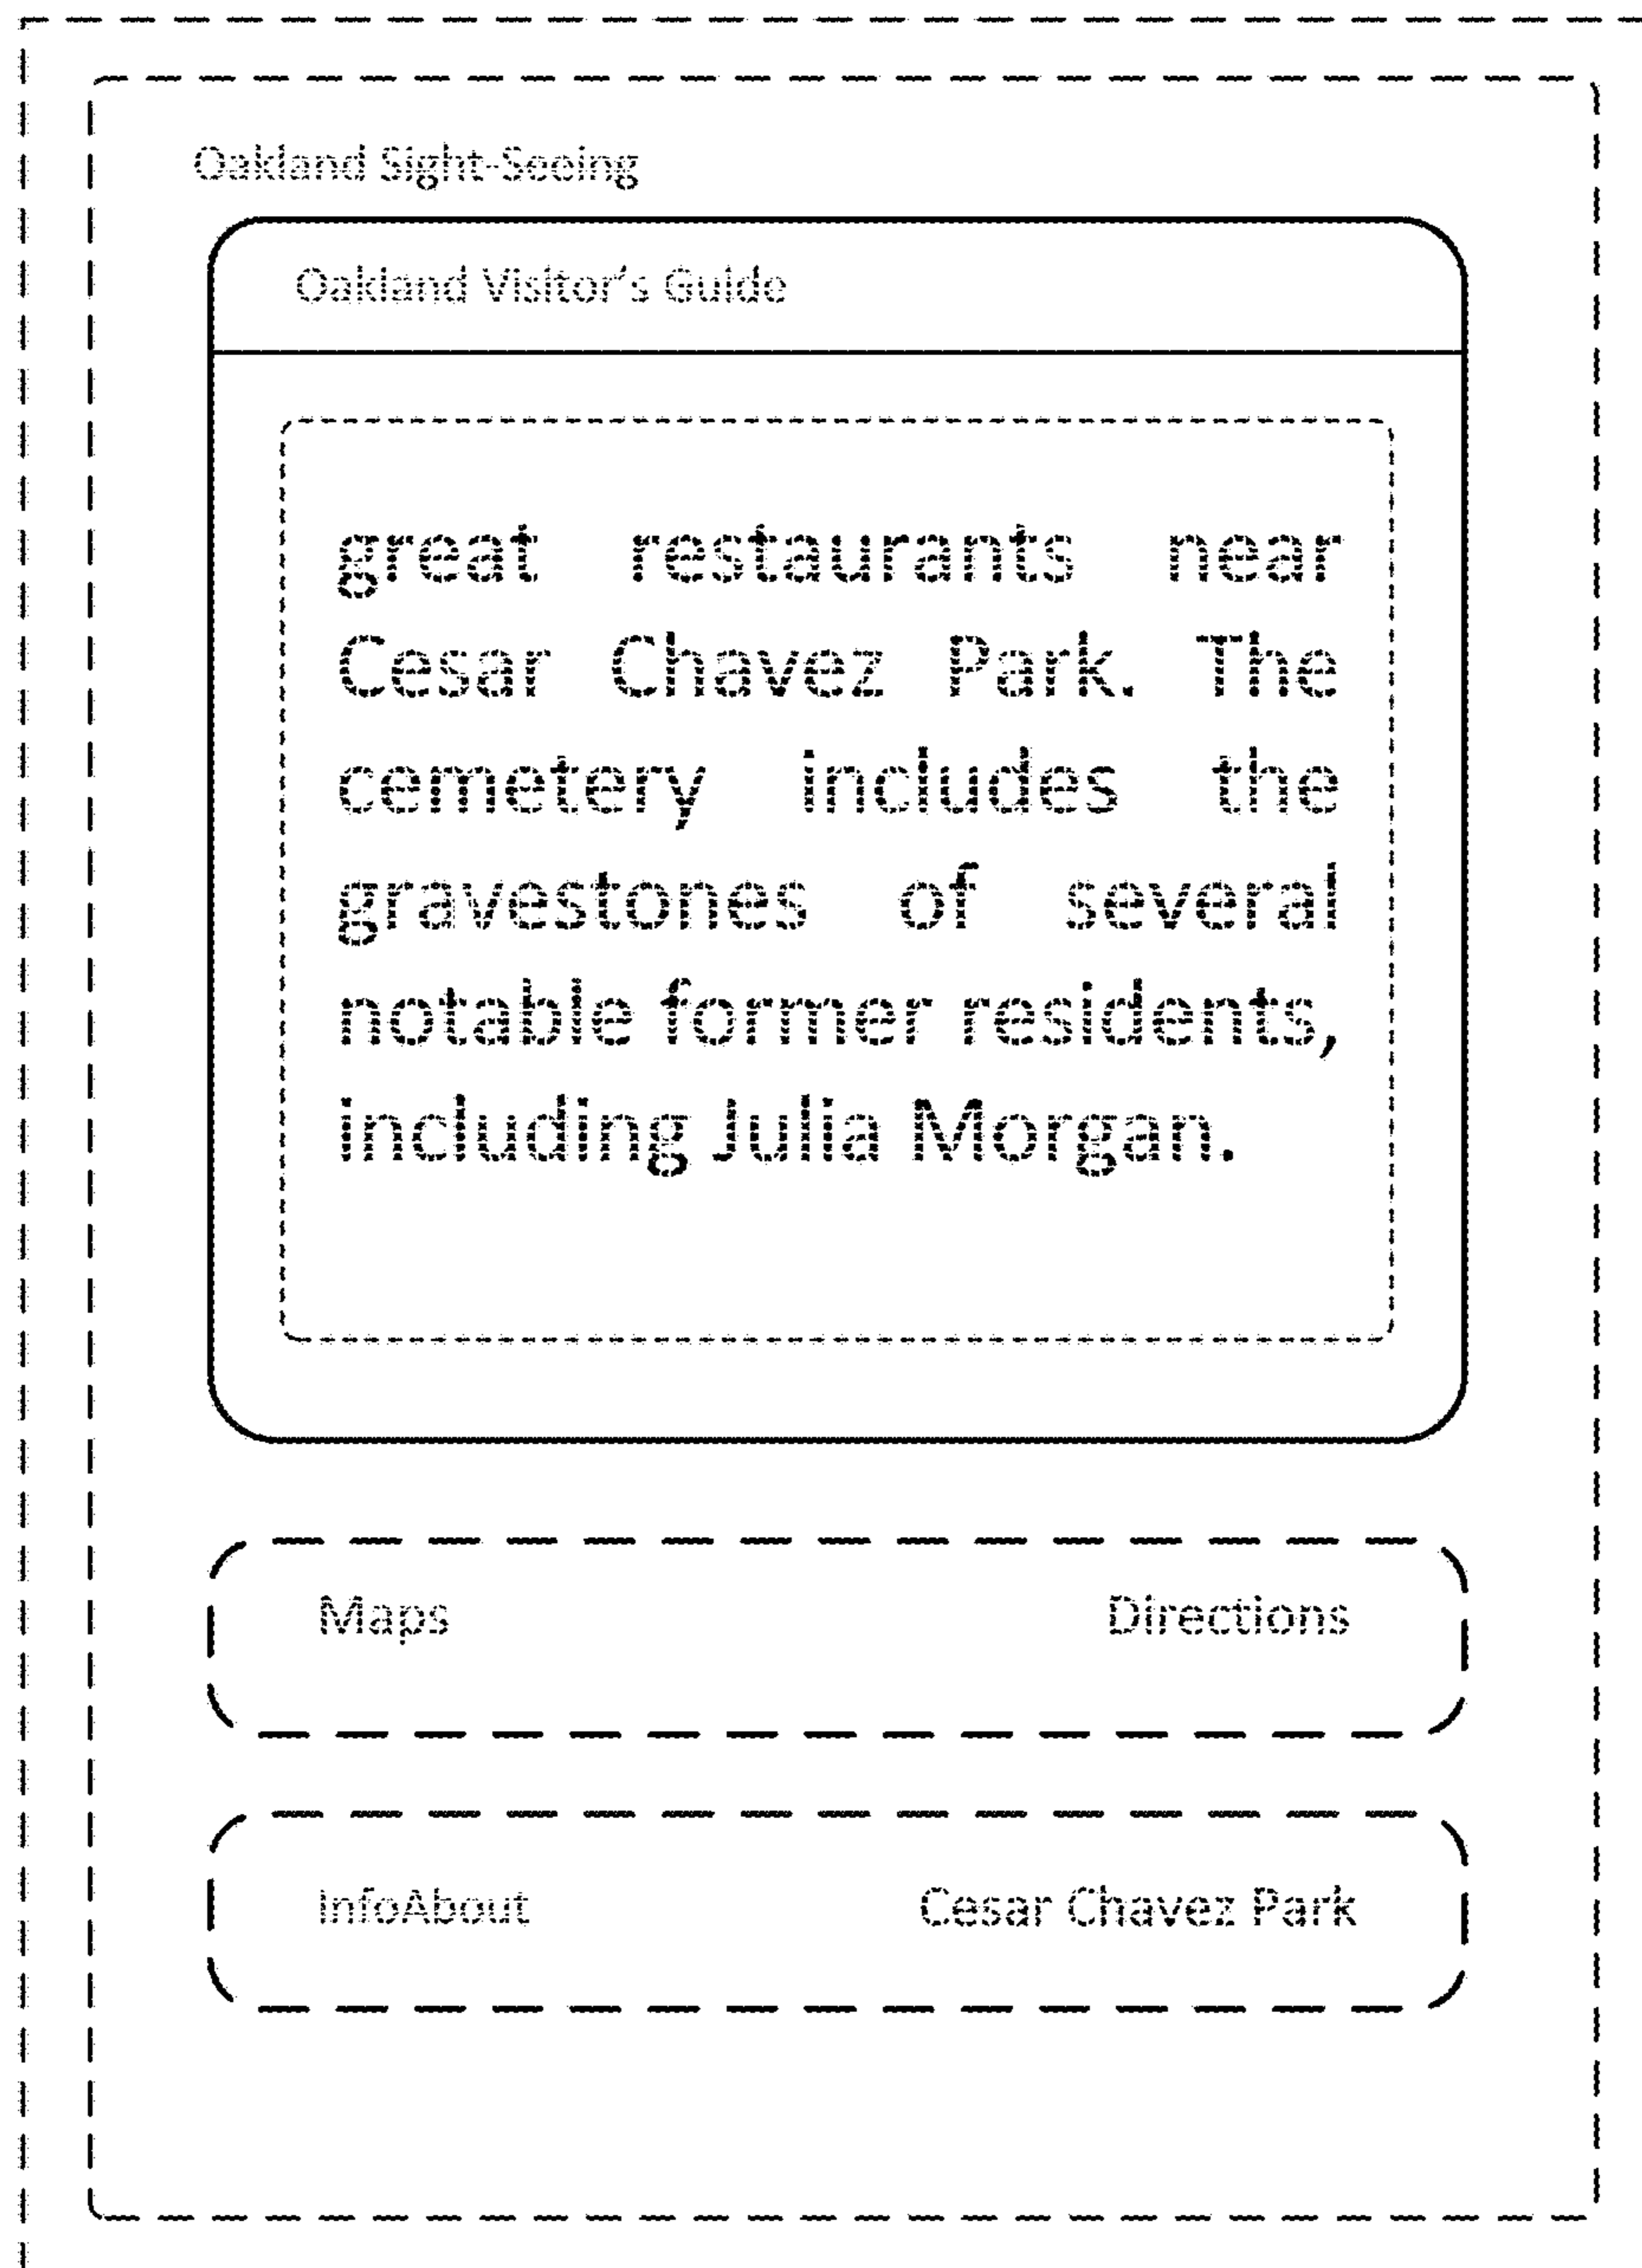 Oakland Sight-Seeing
Oakland Visitor's Guide
great restaurants near
Cesar Chavez Park. The
cemetery includes the
gravestones of several
notable former residents,
including Julia Morgan.
Maps Directions
InfoAbout Cesar Chavez Park